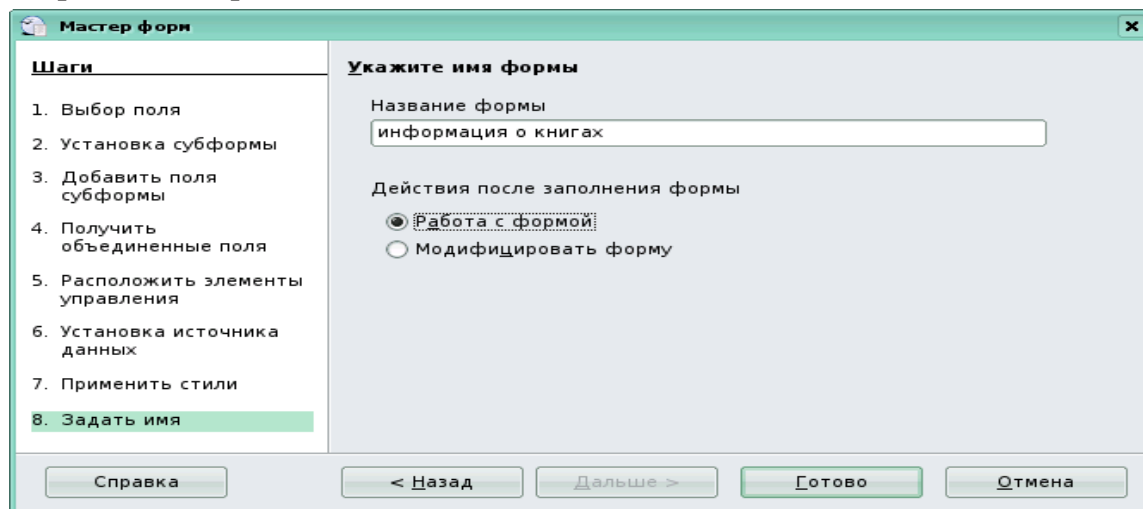 Мастер форм
Шаги
1. Выбор поля
2. Установка субформы
3. Добавить поля
субформы
4. Получить
объединенные поля
5. Расположить элементы
управления
6. Установка источника
данных
7. Применить стили
8. Задать имя
Укажите имя формы
Название формы
информация о книгах
Действия после заполнения формы
Работа с формой
Модифицировать форму
Справка
< Назад
Дальше >
Готово
Отмена